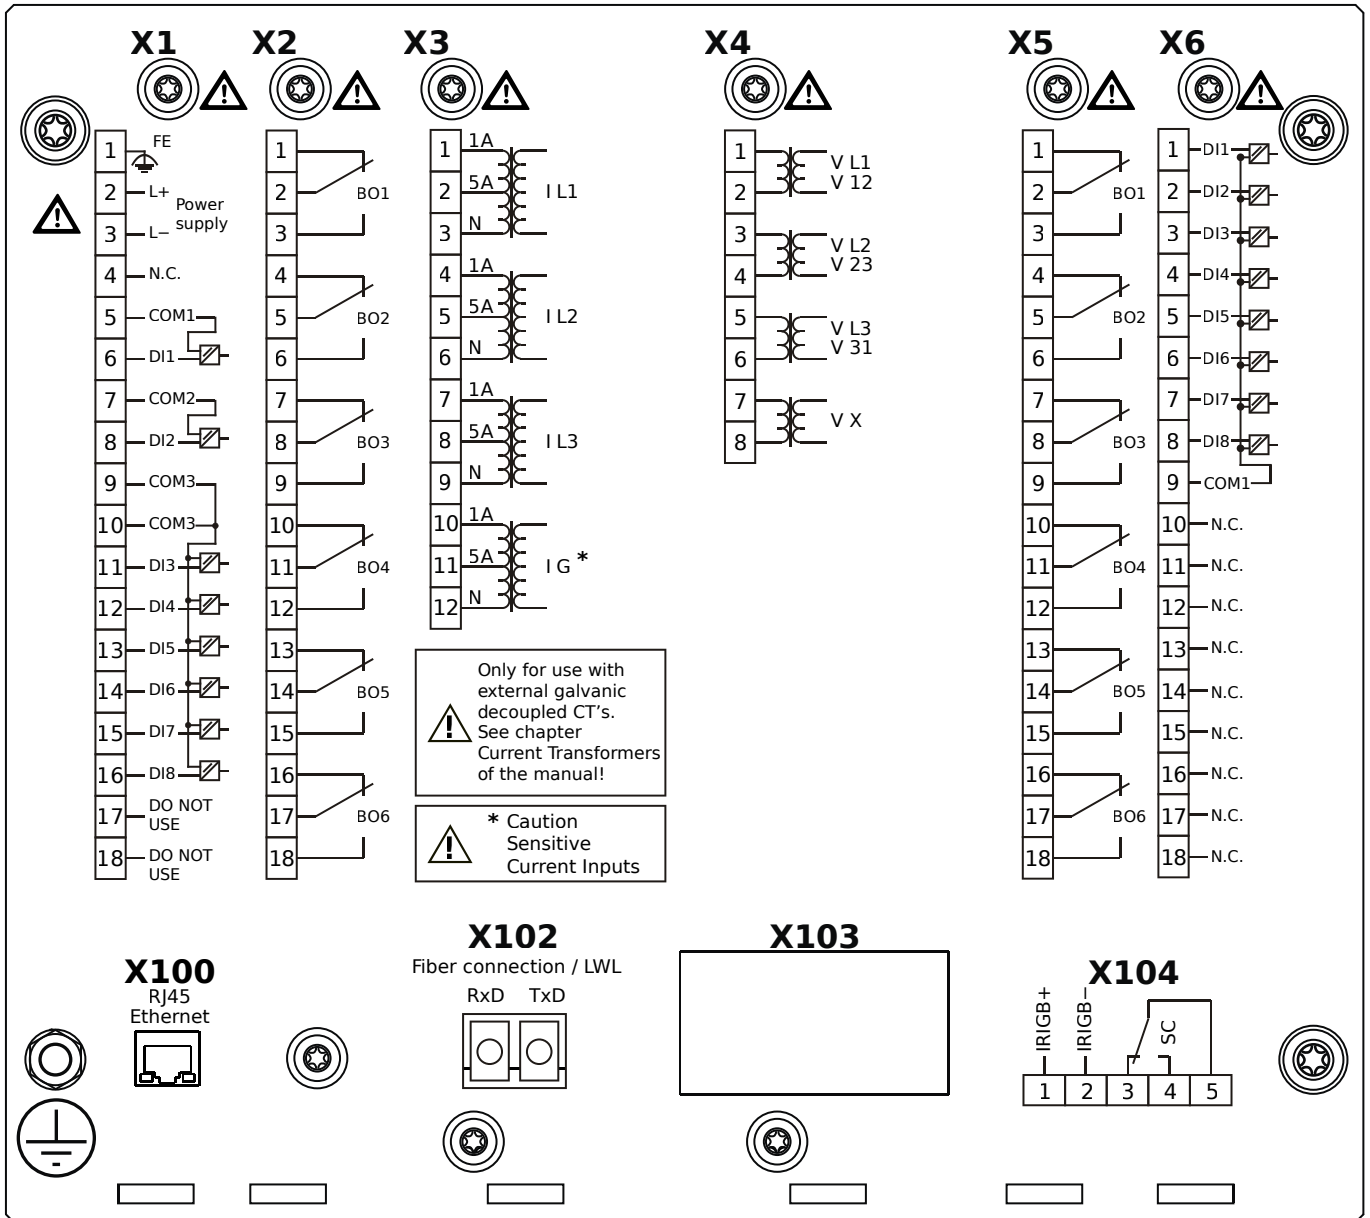 X1
X2
X3
X4
X5
X6
1 FE
2 L+
Power
supply
3 L−
4 N.C.
5 COM1
6 DI1
7 COM2
8 DI2
9 COM3
10 COM3
11 DI3
12 DI4
13 DI5
14 DI6
15 DI7
16 DI8
17 DO NOT
USE
18 DO NOT
USE
1
2 BO1
3
4
5 BO2
6
7
8 BO3
9
10
11 BO4
12
13
14 BO5
15
16
17 BO6
18
1 1A
2 5A I L1
3 N
4 1A
5 5A I L2
6 N
7 1A
8 5A I L3
9 N
10 1A
11 5A I G *
12 N
Only for use with
external galvanic
decoupled CT's.
See chapter
Current Transformers
of the manual!
* Caution
Sensitive
Current Inputs
1 V L1
2 V 12
3 V L2
4 V 23
5 V L3
6 V 31
7 V X
8
1
2 BO1
3
4
5 BO2
6
7
8 BO3
9
10
11 BO4
12
13
14 BO5
15
16
17 BO6
18
1 DI1
2 DI2
3 DI3
4 DI4
5 DI5
6 DI6
7 DI7
8 DI8
9 COM1
10 N.C.
11 N.C.
12 N.C.
13 N.C.
14 N.C.
15 N.C.
16 N.C.
17 N.C.
18 N.C.
X100
RJ45
Ethernet
X102
Fiber connection / LWL
RxD TxD
X103
X104
IRIGB+
IRIGB−
SC
1 2 3 4 5